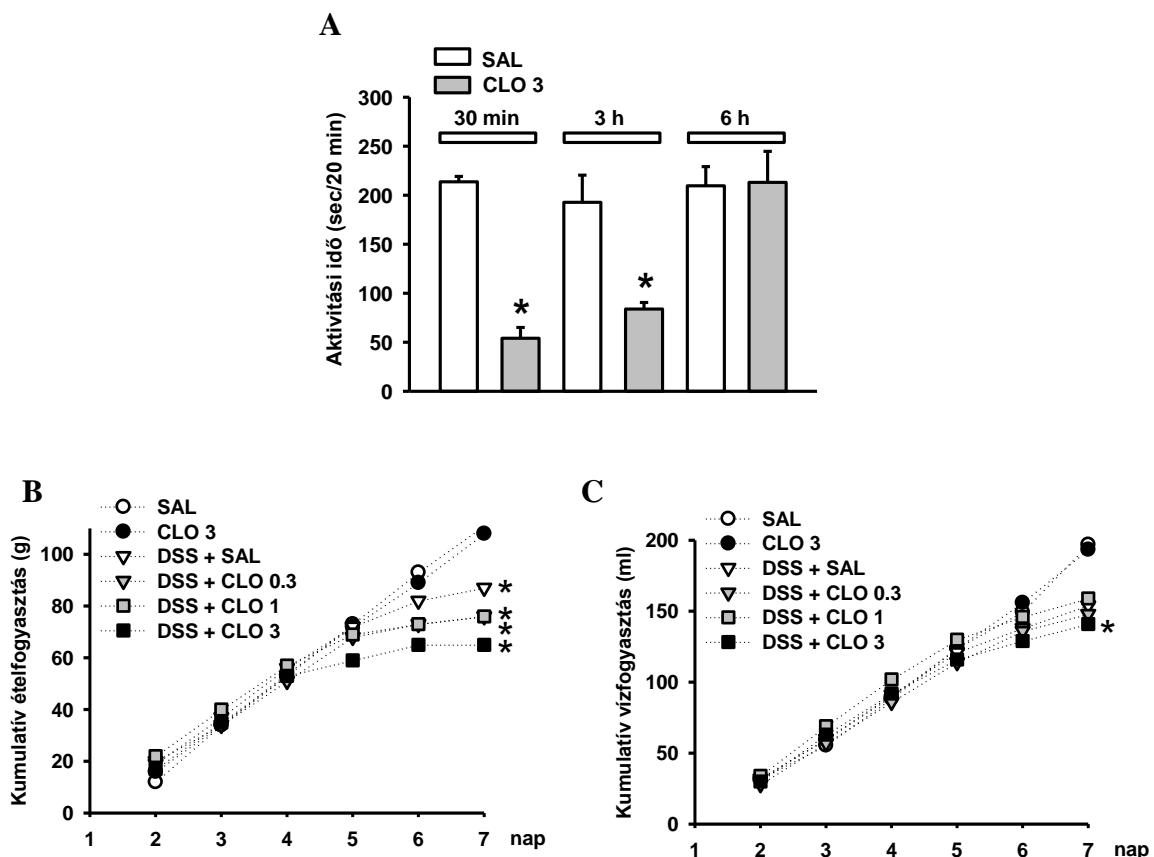 A
SAL
CLO 3
Aktivitási idő (sec/20 min)
300
250
200
150
100
50
0
30 min
3 h
6 h
*
*
B
SAL
CLO 3
DSS + SAL
DSS + CLO 0.3
DSS + CLO 1
DSS + CLO 3
Kumulatív ételfogyasztás (g)
100
80
60
40
20
0
*
*
*
*
1 2 3 4 5 6 7 nap
C
SAL
CLO 3
DSS + SAL
DSS + CLO 0.3
DSS + CLO 1
DSS + CLO 3
Kumulatív vízfogyasztás (ml)
200
150
100
50
0
*
1 2 3 4 5 6 7 nap